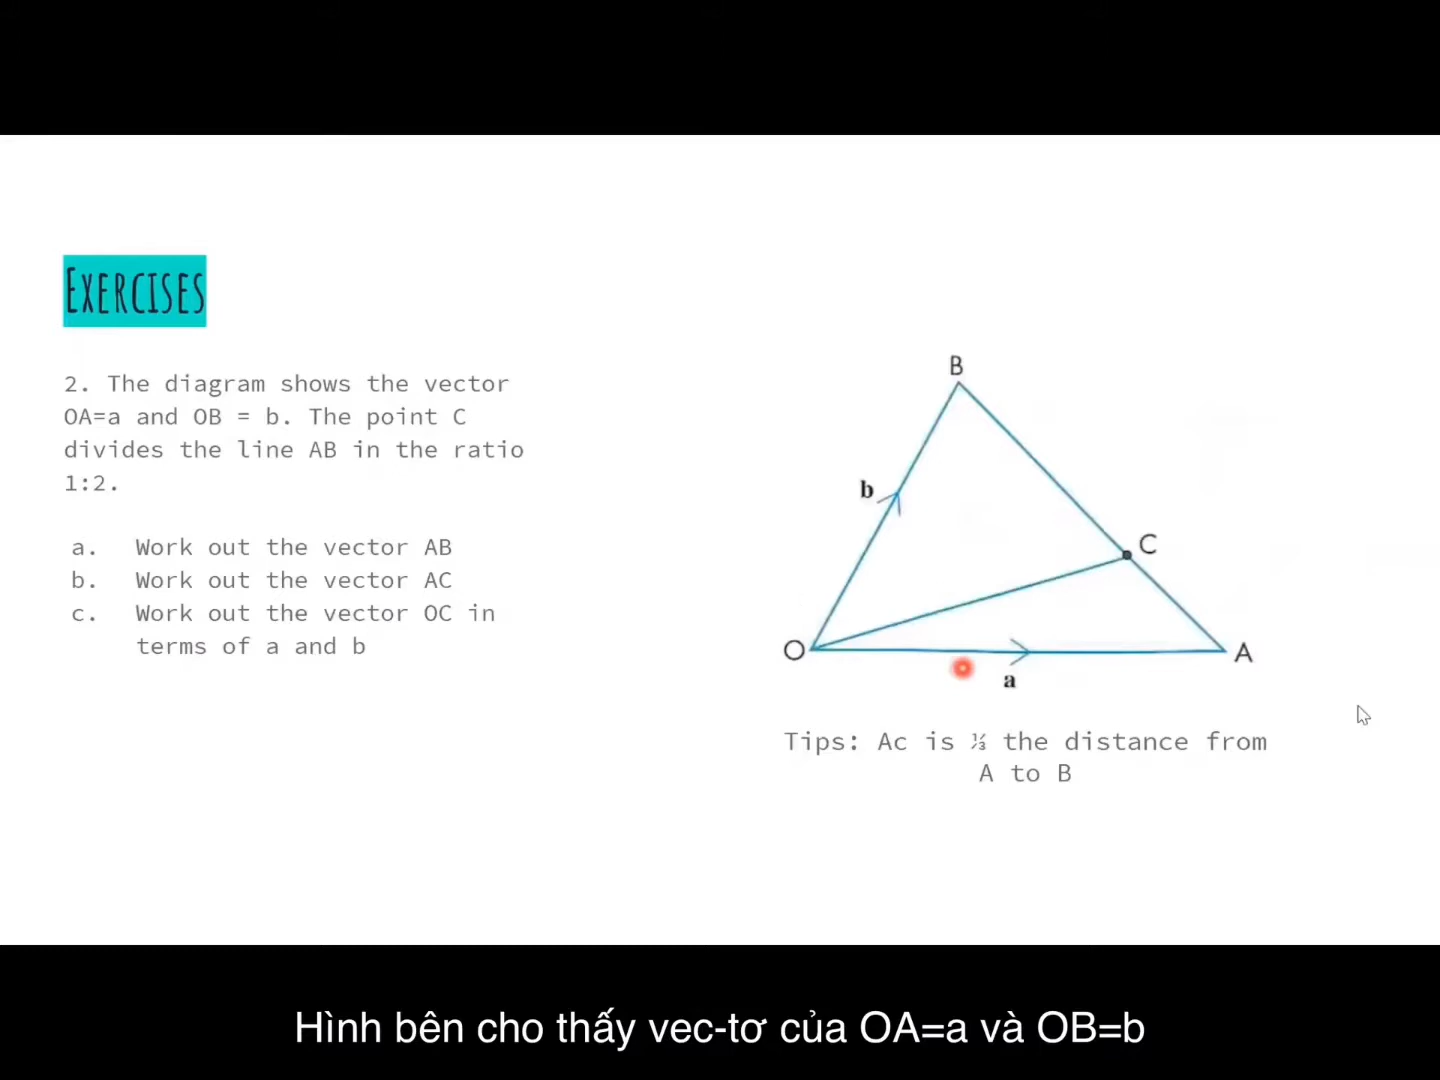 EXERCISES
2. The diagram shows the vector
OA=a and OB = b. The point C
divides the line AB in the ratio
1:2.
a. Work out the vector AB
b. Work out the vector AC
c. Work out the vector OC in
terms of a and b
B
b
C
O
A
a
Tips: Ac is ⅓ the distance from
A to B
Hình bên cho thấy vec-tơ của OA=a và OB=b